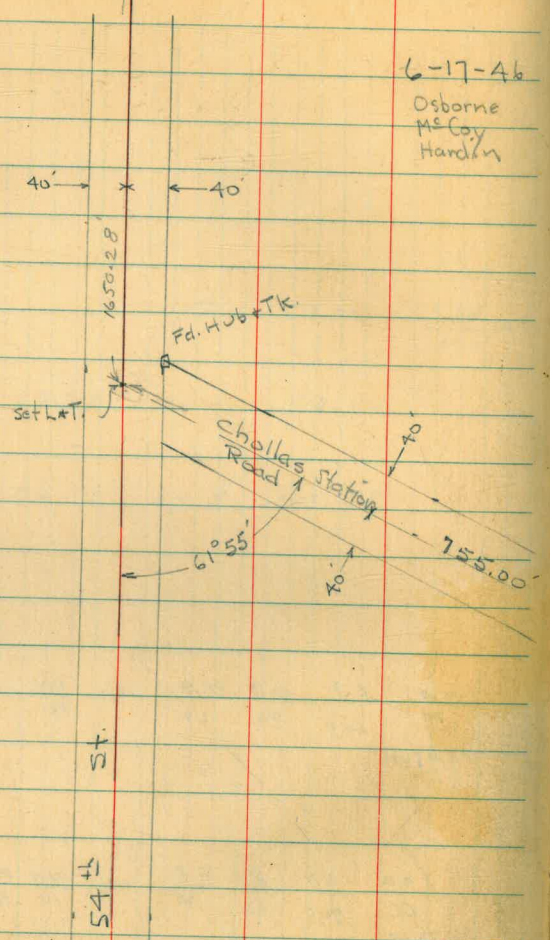 6-17-46
Osborne
McCoy
Hardin
40'
40'
1650.28'
Fd. Hub & Tk.
Set L & T.
Chollas Station
Road
40'
755.00'
61°55'
40'
54th St.